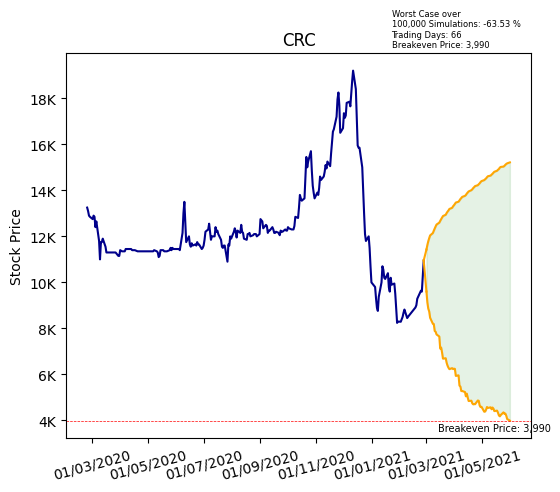 Worst Case over
100,000 Simulations: -63.53 %
Trading Days: 66
Breakeven Price: 3,990
CRC
Stock Price
18K
16K
14K
12K
10K
8K
6K
4K
Breakeven Price: 3,990
01/03/2020
01/05/2020
01/07/2020
01/09/2020
01/11/2020
01/01/2021
01/03/2021
01/05/2021